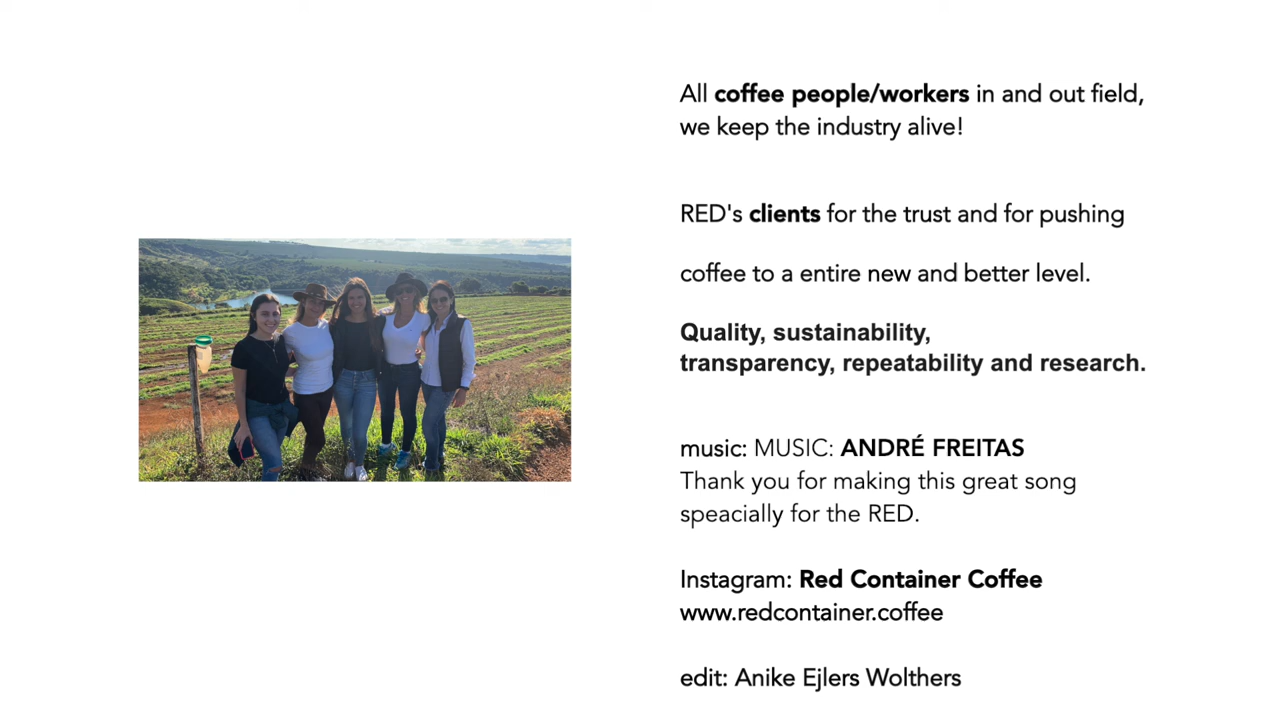 All coffee people/workers in and out field,
we keep the industry alive!
RED's clients for the trust and for pushing
coffee to a entire new and better level.
Quality, sustainability,
transparency, repeatability and research.
music: MUSIC: ANDRÉ FREITAS
Thank you for making this great song
speacially for the RED.
Instagram: Red Container Coffee
www.redcontainer.coffee
edit: Anike Ejlers Wolthers